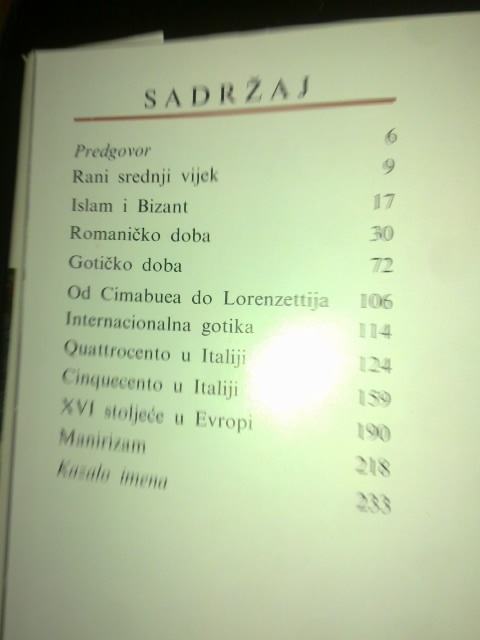 SADRŽAJ
Predgovor 6
Rani srednji vijek 9
Islam i Bizant 17
Romaničko doba 30
Gotičko doba 72
Od Cimabuea do Lorenzettija 106
Internacionalna gotika 114
Quattrocento u Italiji 124
Cinquecento u Italiji 159
XVI stoljeće u Evropi 190
Manirizam 218
Kazalo imena 233